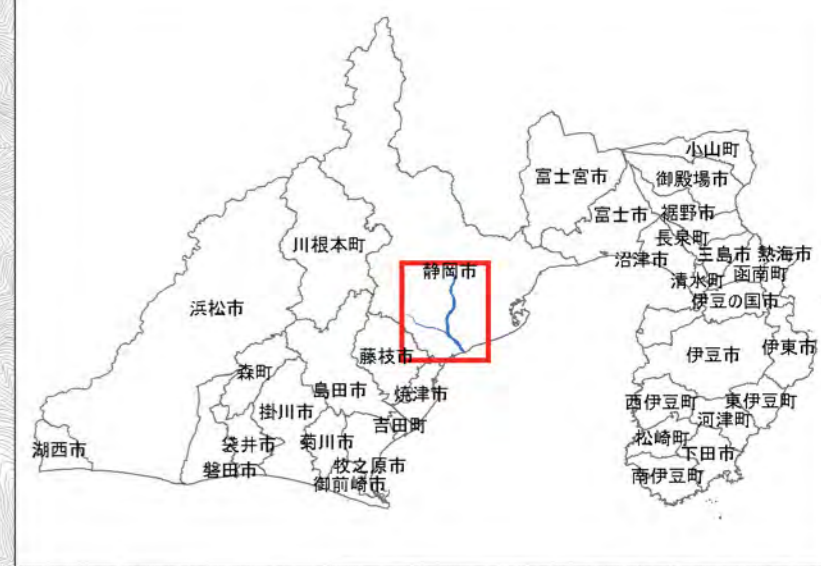 小山町
富士宮市
御殿場市
富士市
裾野市
長泉町
川根本町
三島市
熱海市
沼津市
静岡市
函南町
清水町
伊豆の国市
浜松市
伊東市
伊豆市
藤枝市
森町
島田市
焼津市
西伊豆町
東伊豆町
掛川市
河津町
吉田町
松崎町
袋井市
菊川市
湖西市
下田市
牧之原市
磐田市
南伊豆町
御前崎市